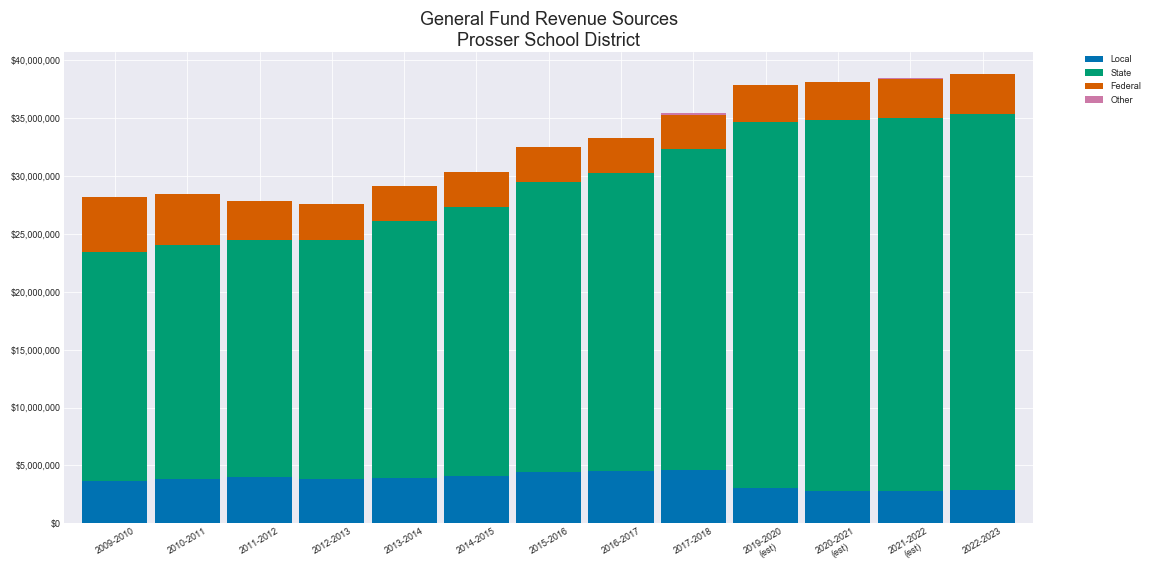 General Fund Revenue Sources
Prosser School District
$40,000,000
$35,000,000
$30,000,000
$25,000,000
$20,000,000
$15,000,000
$10,000,000
$5,000,000
$0
2009-2010
2010-2011
2011-2012
2012-2013
2013-2014
2014-2015
2015-2016
2016-2017
2017-2018
2019-2020
(est)
2020-2021
(est)
2021-2022
(est)
2022-2023
Local
State
Federal
Other